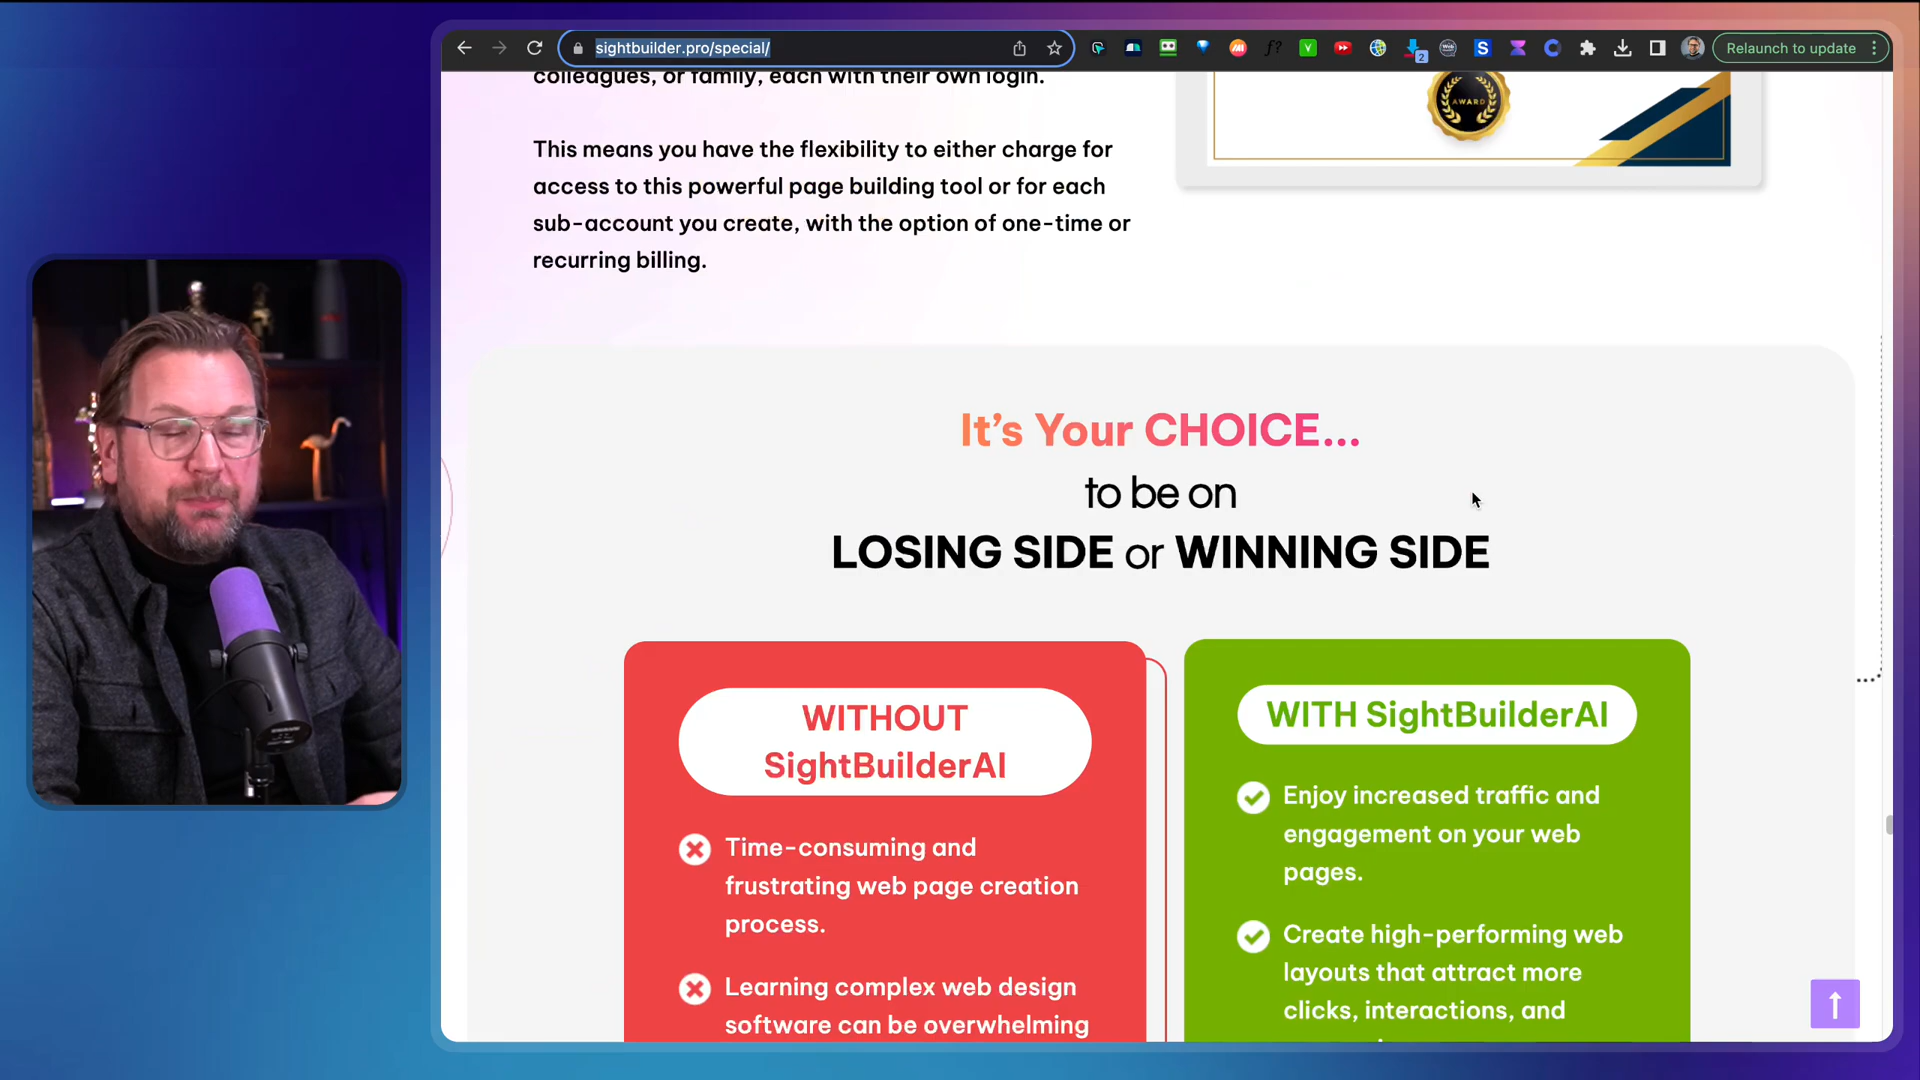 sightbuilder.pro/special/
Relaunch to update
2
colleagues, or family, each with their own login.
AWARD
This means you have the flexibility to either charge for
access to this powerful page building tool or for each
sub-account you create, with the option of one-time or
recurring billing.
It's Your CHOICE...
to be on
LOSING SIDE or WINNING SIDE
WITHOUT
SightBuilderAI
Time-consuming and
frustrating web page creation
process.
Learning complex web design
software can be overwhelming
WITH SightBuilderAI
Enjoy increased traffic and
engagement on your web
pages.
Create high-performing web
layouts that attract more
clicks, interactions, and